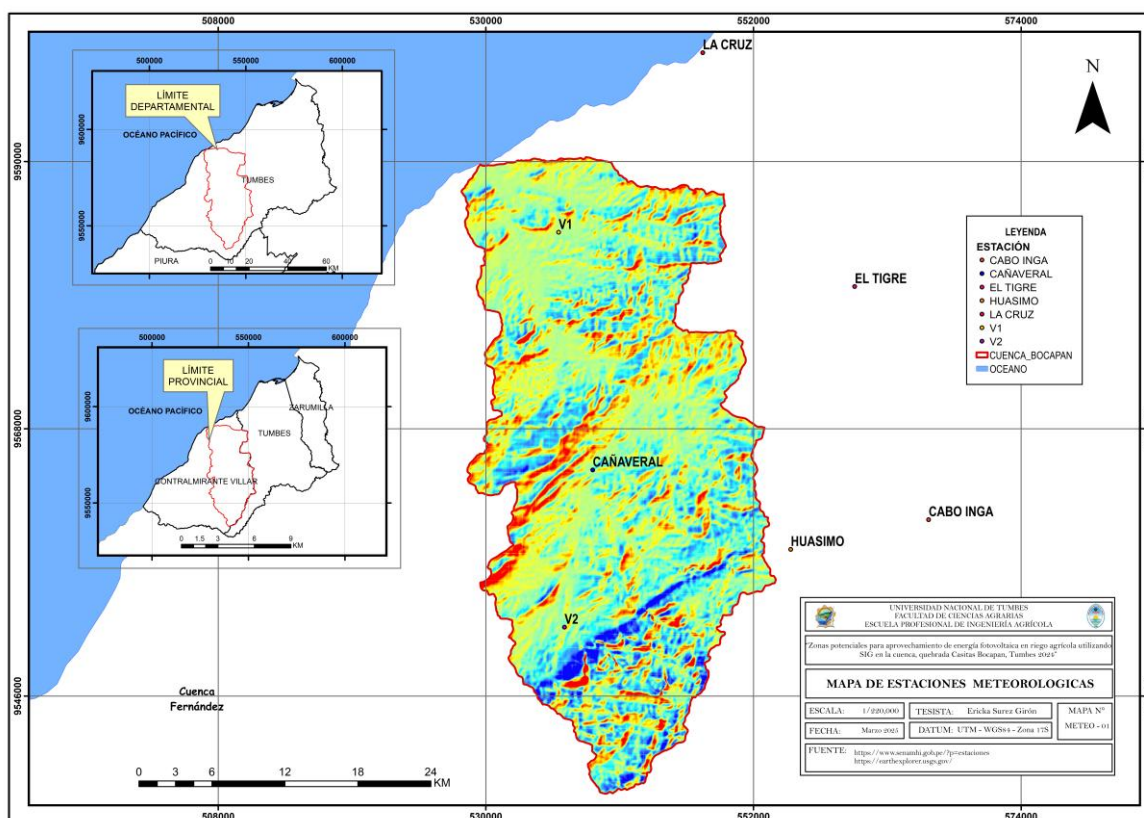 508000 530000 552000 574000
LA CRUZ
500000 550000 600000
LÍMITE
DEPARTAMENTAL
OCÉANO PACÍFICO
9600000
TUMBES
9550000
PIURA
0 10 20 40 60
KM
N
9590000
9590000
V1
EL TIGRE
LEYENDA
ESTACIÓN
CABO INGA
CAÑAVERAL
EL TIGRE
HUASIMO
LA CRUZ
V1
V2
CUENCA_BOCAPAN
OCEANO
500000 550000 600000
LÍMITE
PROVINCIAL
OCÉANO PACÍFICO
9600000
ZARUMILLA
TUMBES
CONTRALMIRANTE VILLAR
9550000
0 1.5 3 6 9
KM
9568000
9568000
CAÑAVERAL
CABO INGA
HUASIMO
V2
Cuenca
Fernández
9546000
9546000
0 3 6 12 18 24
KM
UNIVERSIDAD NACIONAL DE TUMBES
FACULTAD DE CIENCIAS AGRARIAS
ESCUELA PROFESIONAL DE INGENIERÍA AGRÍCOLA
"Zonas potenciales para aprovechamiento de energía fotovoltaica en riego agrícola utilizando
SIG en la cuenca, quebrada Casitas Bocapan, Tumbes 2024"
MAPA DE ESTACIONES METEOROLOGICAS
ESCALA: 1/220,000 TESISTA: Ericka Surez Girón MAPA N°
FECHA: Marzo 2025 DATUM: UTM - WGS84 - Zona 17S METEO - 01
FUENTE: https://www.senamhi.gob.pe/?p=estaciones
https://earthexplorer.usgs.gov/
508000 530000 552000 574000